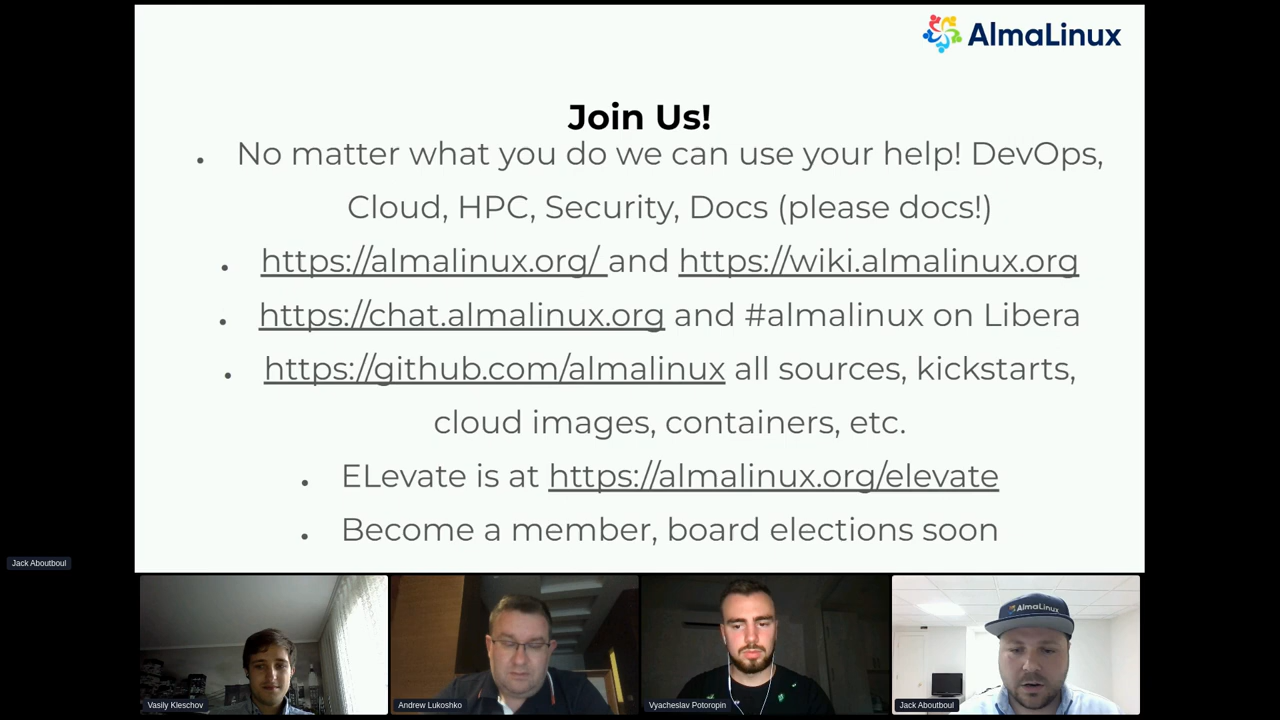 AlmaLinux
Join Us!
• No matter what you do we can use your help! DevOps,
Cloud, HPC, Security, Docs (please docs!)
• https://almalinux.org/ and https://wiki.almalinux.org
• https://chat.almalinux.org and #almalinux on Libera
• https://github.com/almalinux all sources, kickstarts,
cloud images, containers, etc.
• ELevate is at https://almalinux.org/elevate
• Become a member, board elections soon
Jack Aboutboul
AlmaLinux
Vasily Kleschov
Andrew Lukoshko
Vyacheslav Potoropin
Jack Aboutboul